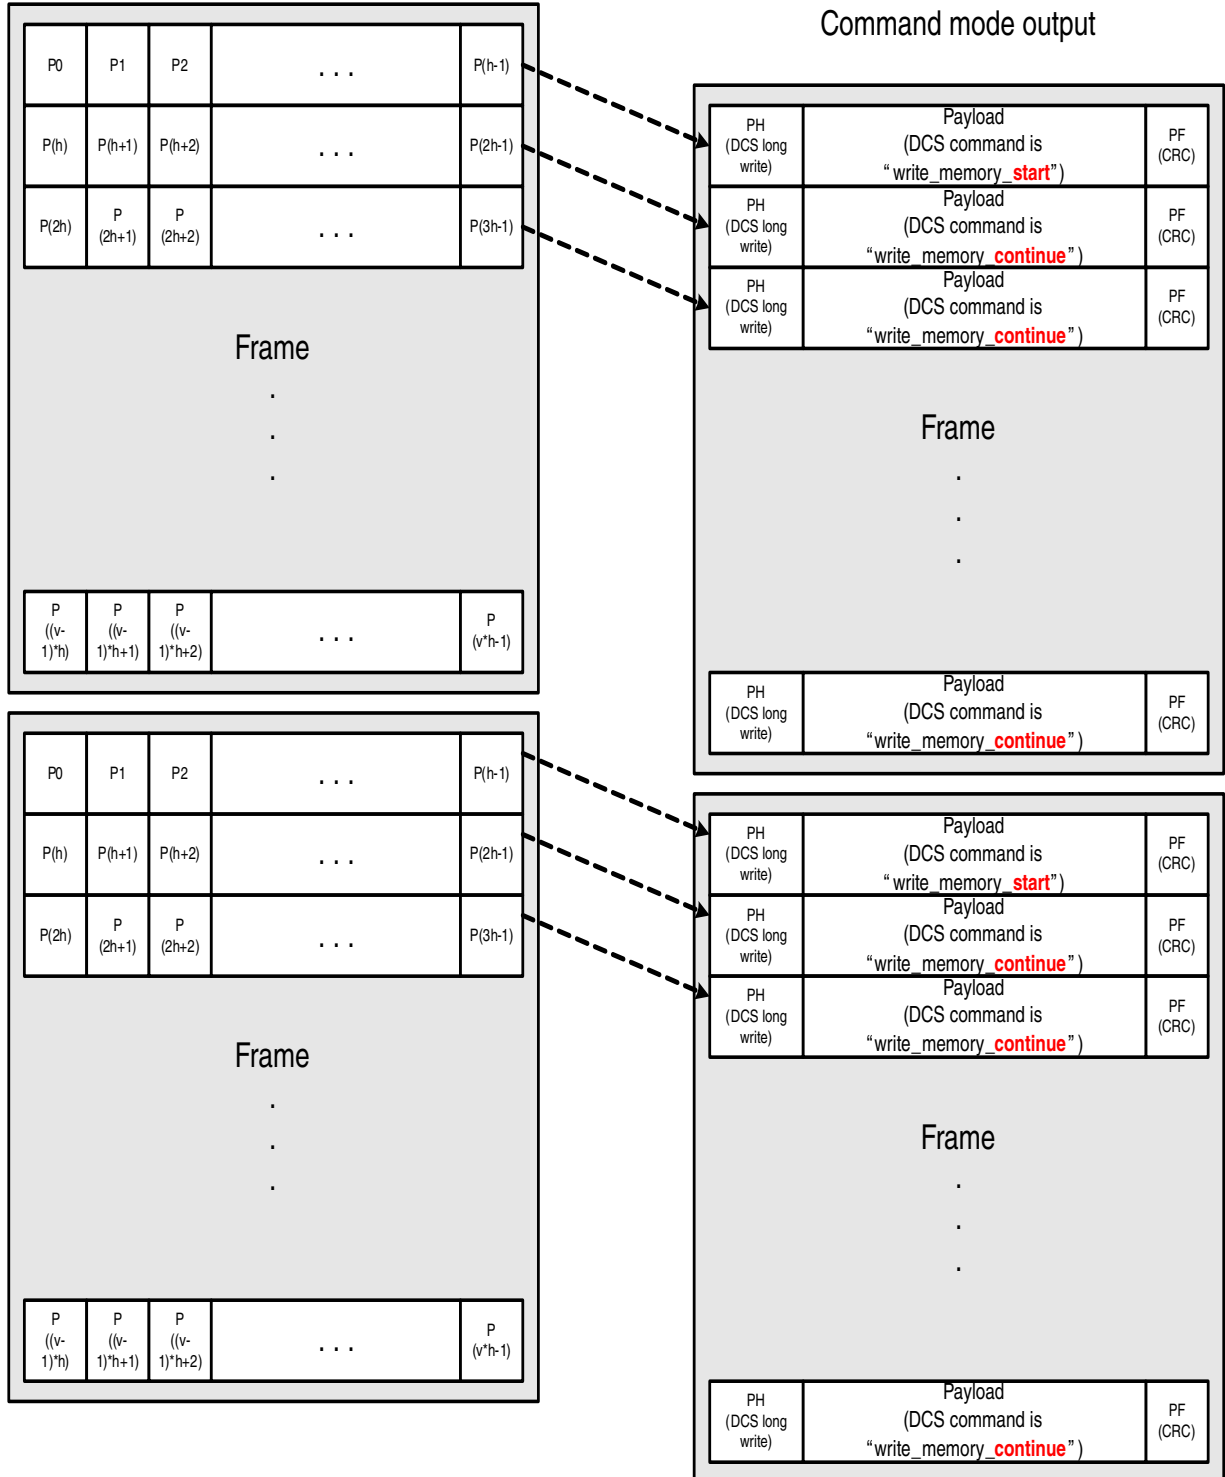 Command mode output
P0 P1 P2 . . . P(h-1)
P(h) P(h+1) P(h+2) . . . P(2h-1)
P(2h) P (2h+1) P (2h+2) . . . P(3h-1)
Frame
.
.
.
P ((v-1)*h) P ((v-1)*h+1) P ((v-1)*h+2) . . . P (v*h-1)
PH (DCS long write) Payload (DCS command is “write_memory_start”) PF (CRC)
PH (DCS long write) Payload (DCS command is “write_memory_continue”) PF (CRC)
PH (DCS long write) Payload (DCS command is “write_memory_continue”) PF (CRC)
Frame
.
.
.
PH (DCS long write) Payload (DCS command is “write_memory_continue”) PF (CRC)
P0 P1 P2 . . . P(h-1)
P(h) P(h+1) P(h+2) . . . P(2h-1)
P(2h) P (2h+1) P (2h+2) . . . P(3h-1)
Frame
.
.
.
P ((v-1)*h) P ((v-1)*h+1) P ((v-1)*h+2) . . . P (v*h-1)
PH (DCS long write) Payload (DCS command is “write_memory_start”) PF (CRC)
PH (DCS long write) Payload (DCS command is “write_memory_continue”) PF (CRC)
PH (DCS long write) Payload (DCS command is “write_memory_continue”) PF (CRC)
Frame
.
.
.
PH (DCS long write) Payload (DCS command is “write_memory_continue”) PF (CRC)